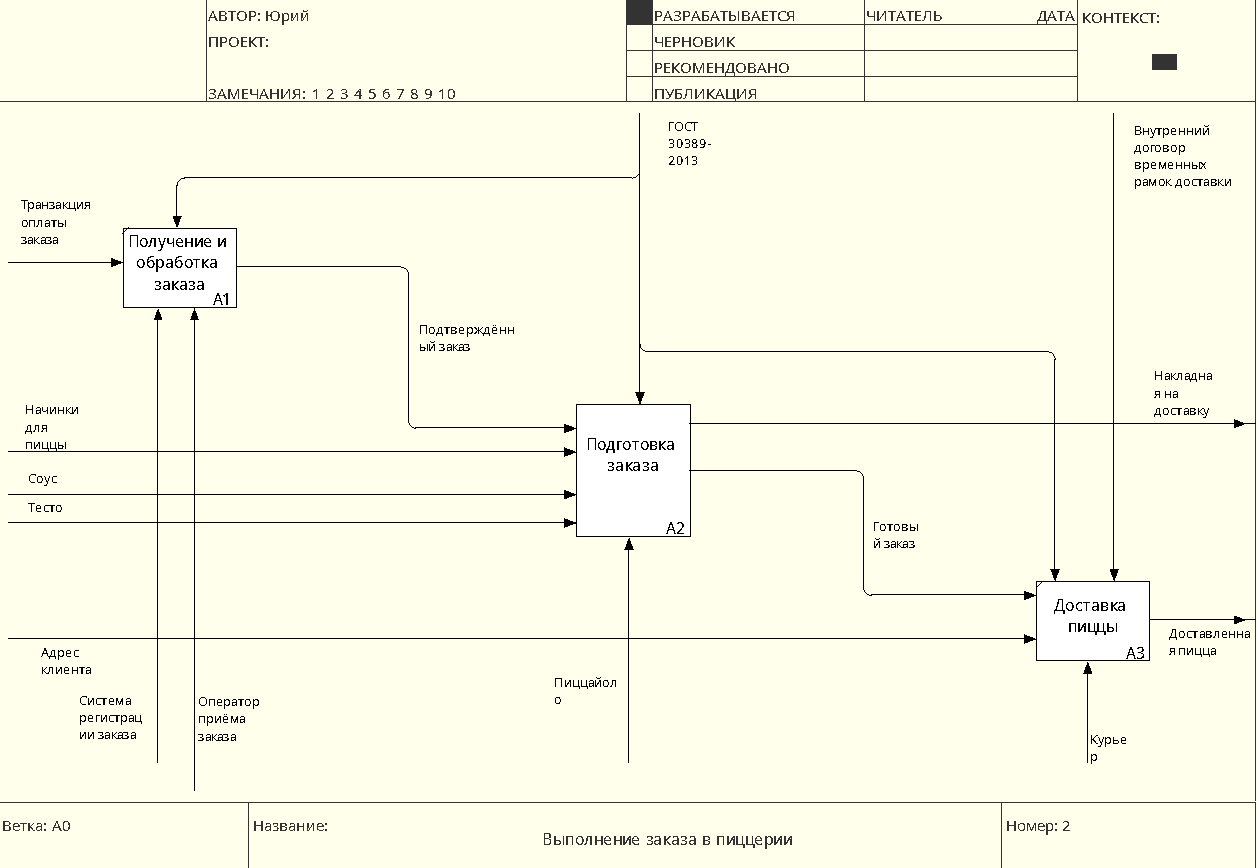 АВТОР: Юрий
ПРОЕКТ:
ЗАМЕЧАНИЯ: 1 2 3 4 5 6 7 8 9 10
РАЗРАБАТЫВАЕТСЯ
ЧЕРНОВИК
РЕКОМЕНДОВАНО
ПУБЛИКАЦИЯ
ЧИТАТЕЛЬ
ДАТА
КОНТЕКСТ:
ГОСТ
30389-
2013
Внутренний
договор
временных
рамок доставки
Транзакция
оплаты
заказа
Получение и
обработка
заказа
A1
Подтверждённ
ый заказ
Накладна
я на
доставку
Начинки
для
пиццы
Соус
Тесто
Подготовка
заказа
A2
Готовы
й заказ
Доставка
пиццы
A3
Доставленна
я пицца
Адрес
клиента
Система
регистрац
ии заказа
Оператор
приёма
заказа
Пиццайол
о
Курье
р
Ветка: A0
Название:
Выполнение заказа в пиццерии
Номер: 2